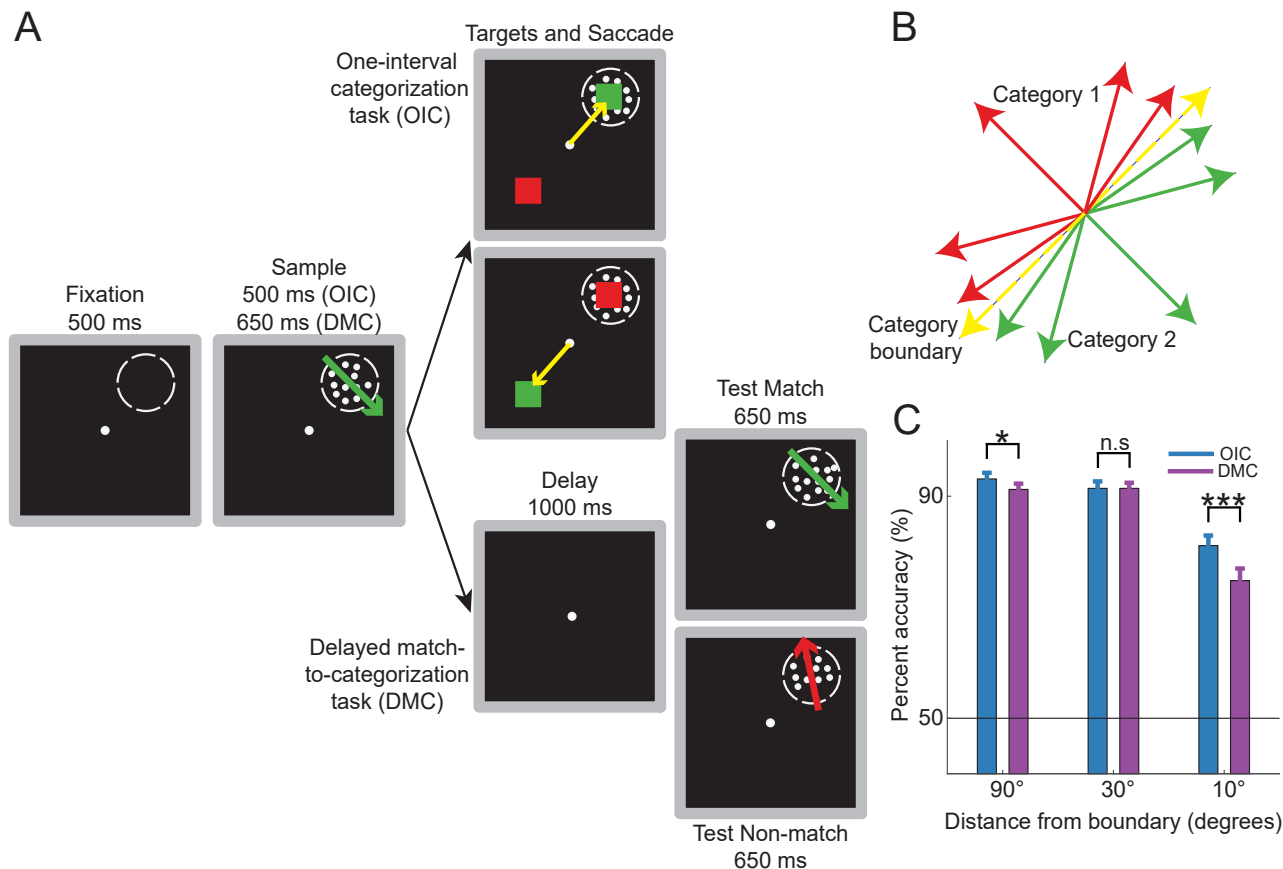 A
Targets and Saccade
One-interval
categorization
task (OIC)
Fixation
500 ms
Sample
500 ms (OIC)
650 ms (DMC)
Delay
1000 ms
Delayed match-
to-categorization
task (DMC)
Test Match
650 ms
Test Non-match
650 ms
B
Category 1
Category
boundary
Category 2
C
*
n.s
***
OIC
DMC
Percent accuracy (%)
90
50
90°
30°
10°
Distance from boundary (degrees)